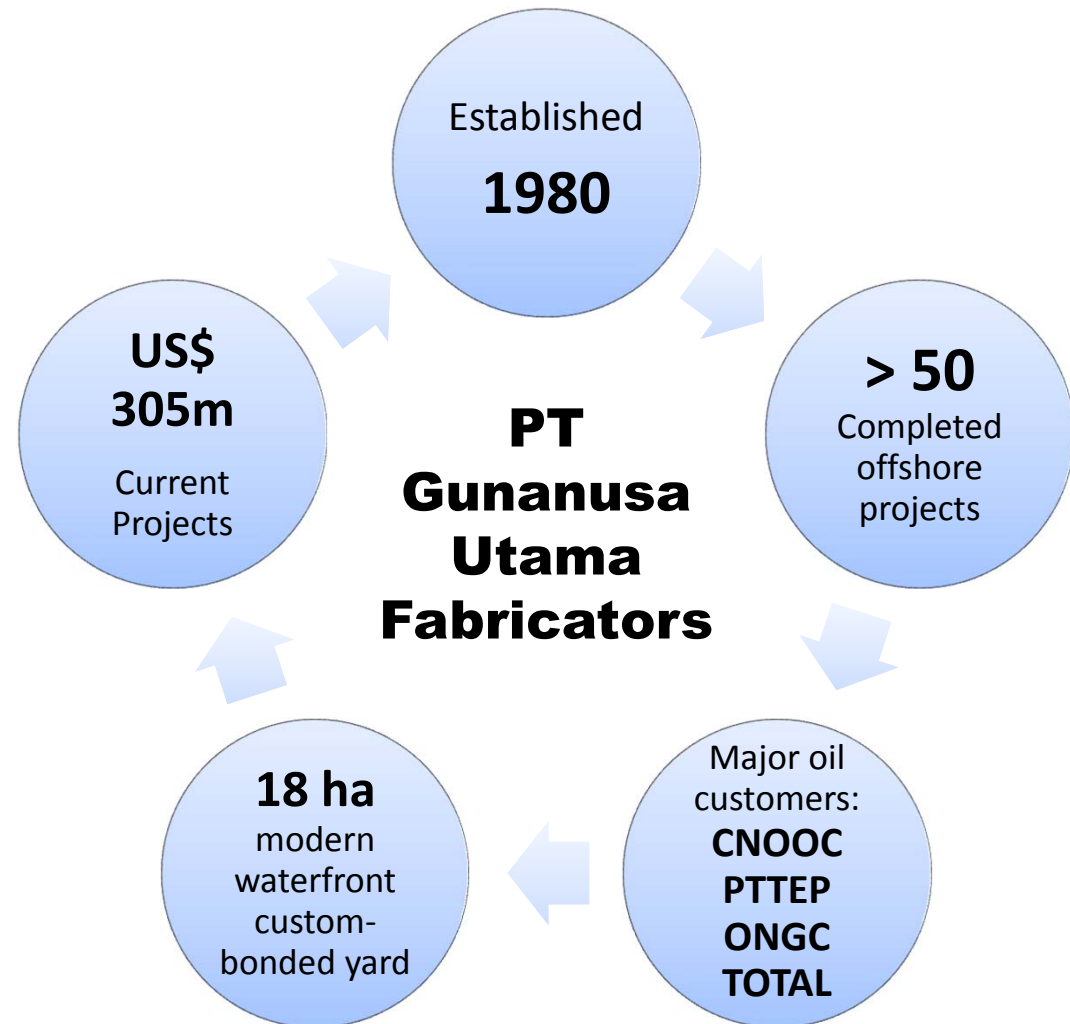 Established
1980
> 50
Completed
offshore
projects
Major oil
customers:
CNOOC
PTTEP
ONGC
TOTAL
18 ha
modern
waterfront
custom-
bonded yard
US$
305m
Current
Projects
PT
Gunanusa
Utama
Fabricators